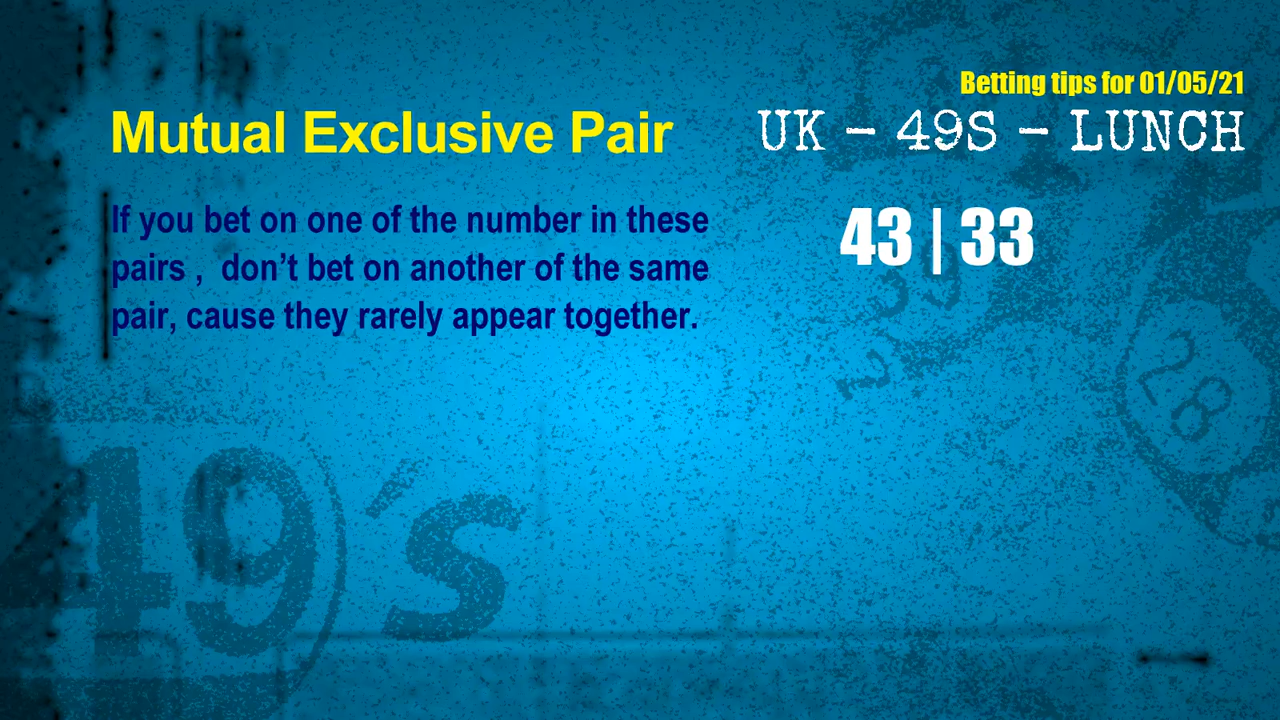 Betting tips for 01/05/21
Mutual Exclusive Pair
UK - 49S - LUNCH
If you bet on one of the number in these
pairs ,  don’t bet on another of the same
pair, cause they rarely appear together.
43 | 33
39
28
49's